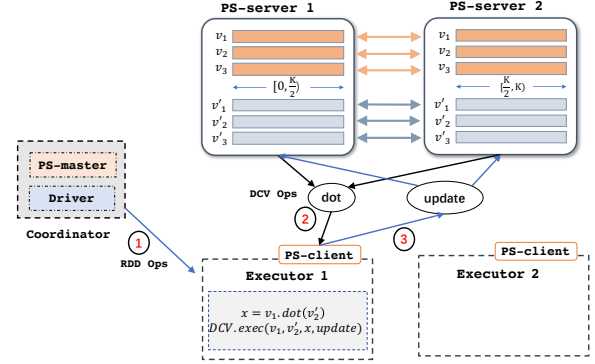 PS-server 1
PS-server 2
v₁
v₂
v₃
[0, K/2)
v′₁
v′₂
v′₃
v₁
v₂
v₃
[K/2, K)
v′₁
v′₂
v′₃
PS-master
Driver
Coordinator
DCV Ops
dot
update
1
2
3
RDD Ops
PS-client
Executor 1
x = v₁.dot(v′₂)
DCV.exec(v₁, v′₂, x, update)
PS-client
Executor 2